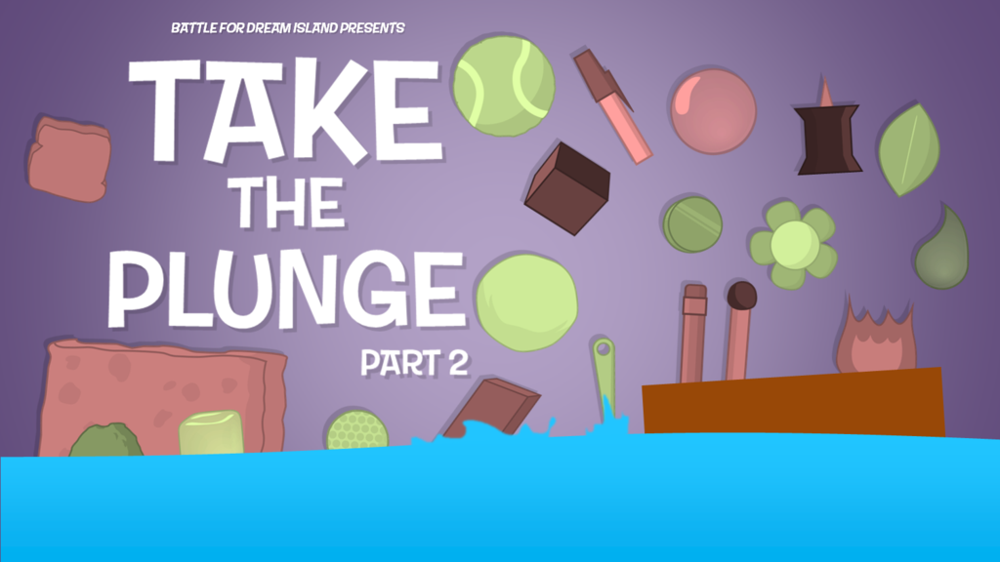 BATTLE FOR DREAM ISLAND PRESENTS
TAKE
THE
PLUNGE
PART 2